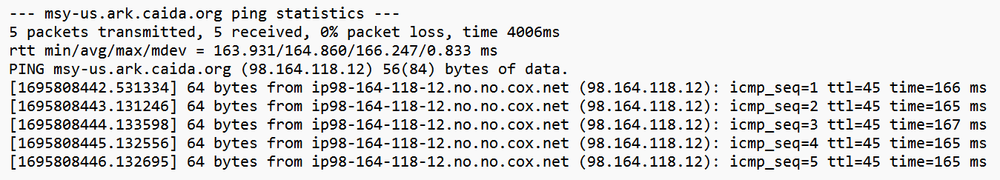 --- msy-us.ark.caida.org ping statistics ---
5 packets transmitted, 5 received, 0% packet loss, time 4006ms
rtt min/avg/max/mdev = 163.931/164.860/166.247/0.833 ms
PING msy-us.ark.caida.org (98.164.118.12) 56(84) bytes of data.
[1695808442.531334] 64 bytes from ip98-164-118-12.no.no.cox.net (98.164.118.12): icmp_seq=1 ttl=45 time=166 ms
[1695808443.131246] 64 bytes from ip98-164-118-12.no.no.cox.net (98.164.118.12): icmp_seq=2 ttl=45 time=165 ms
[1695808444.133598] 64 bytes from ip98-164-118-12.no.no.cox.net (98.164.118.12): icmp_seq=3 ttl=45 time=167 ms
[1695808445.132556] 64 bytes from ip98-164-118-12.no.no.cox.net (98.164.118.12): icmp_seq=4 ttl=45 time=165 ms
[1695808446.132695] 64 bytes from ip98-164-118-12.no.no.cox.net (98.164.118.12): icmp_seq=5 ttl=45 time=165 ms